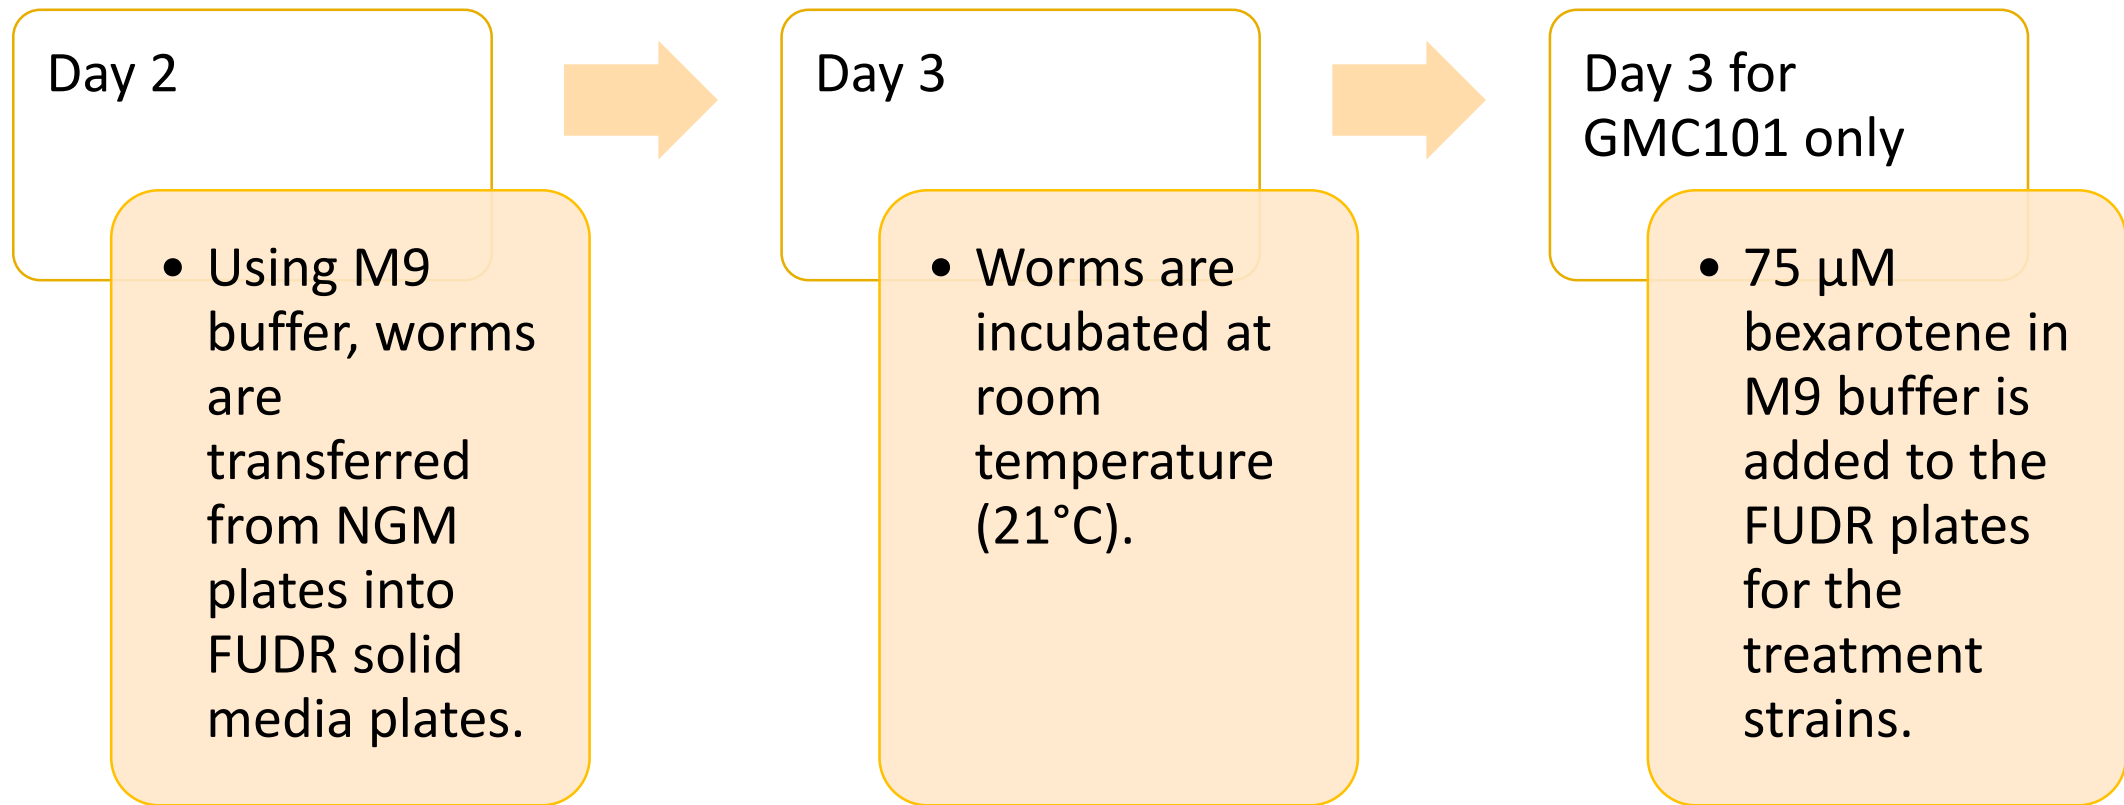 Day 2
• Using M9
buffer, worms
are
transferred
from NGM
plates into
FUDR solid
media plates.
Day 3
• Worms are
incubated at
room
temperature
(21°C).
Day 3 for
GMC101 only
• 75 µM
bexarotene in
M9 buffer is
added to the
FUDR plates
for the
treatment
strains.